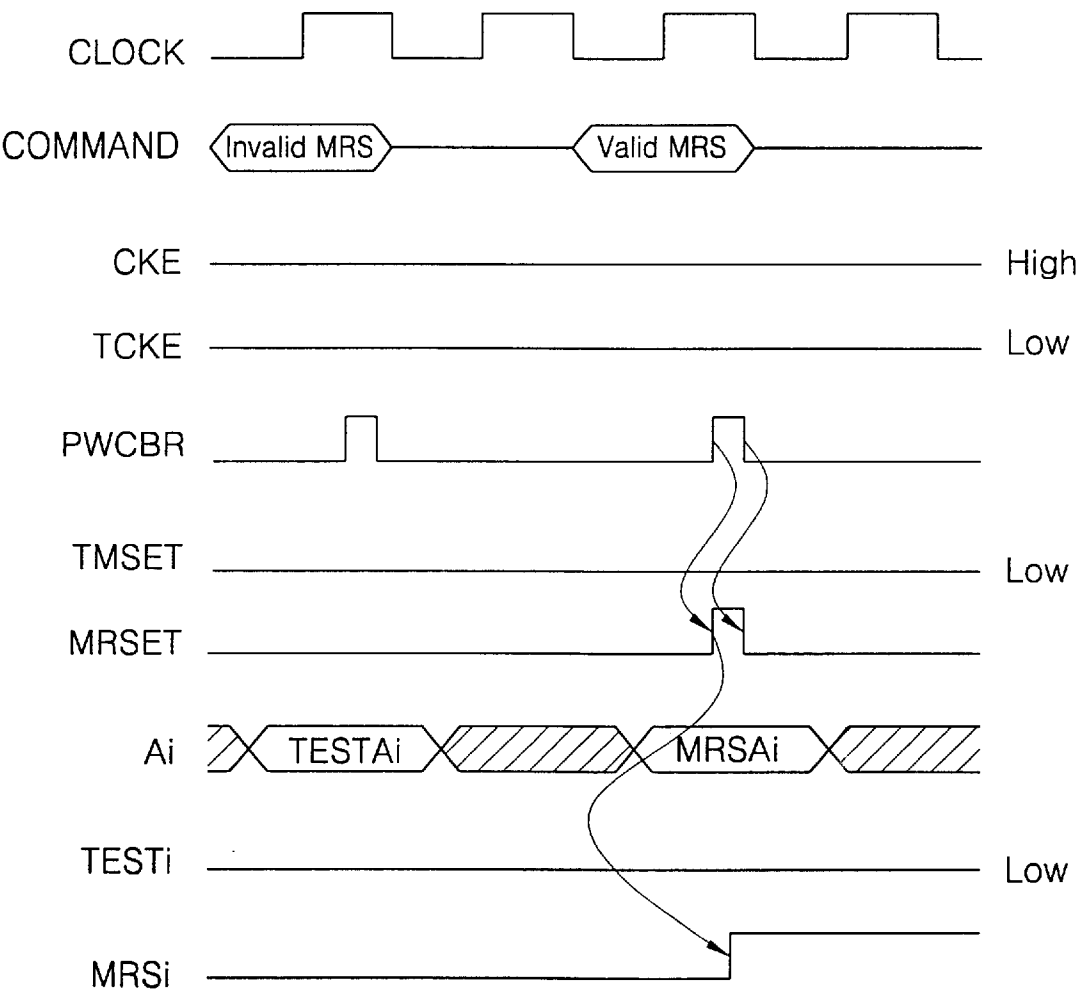 CLOCK
COMMAND Invalid MRS Valid MRS
CKE High
TCKE Low
PWCBR
TMSET Low
MRSET
Ai TESTAi MRSAi
TESTi Low
MRSi